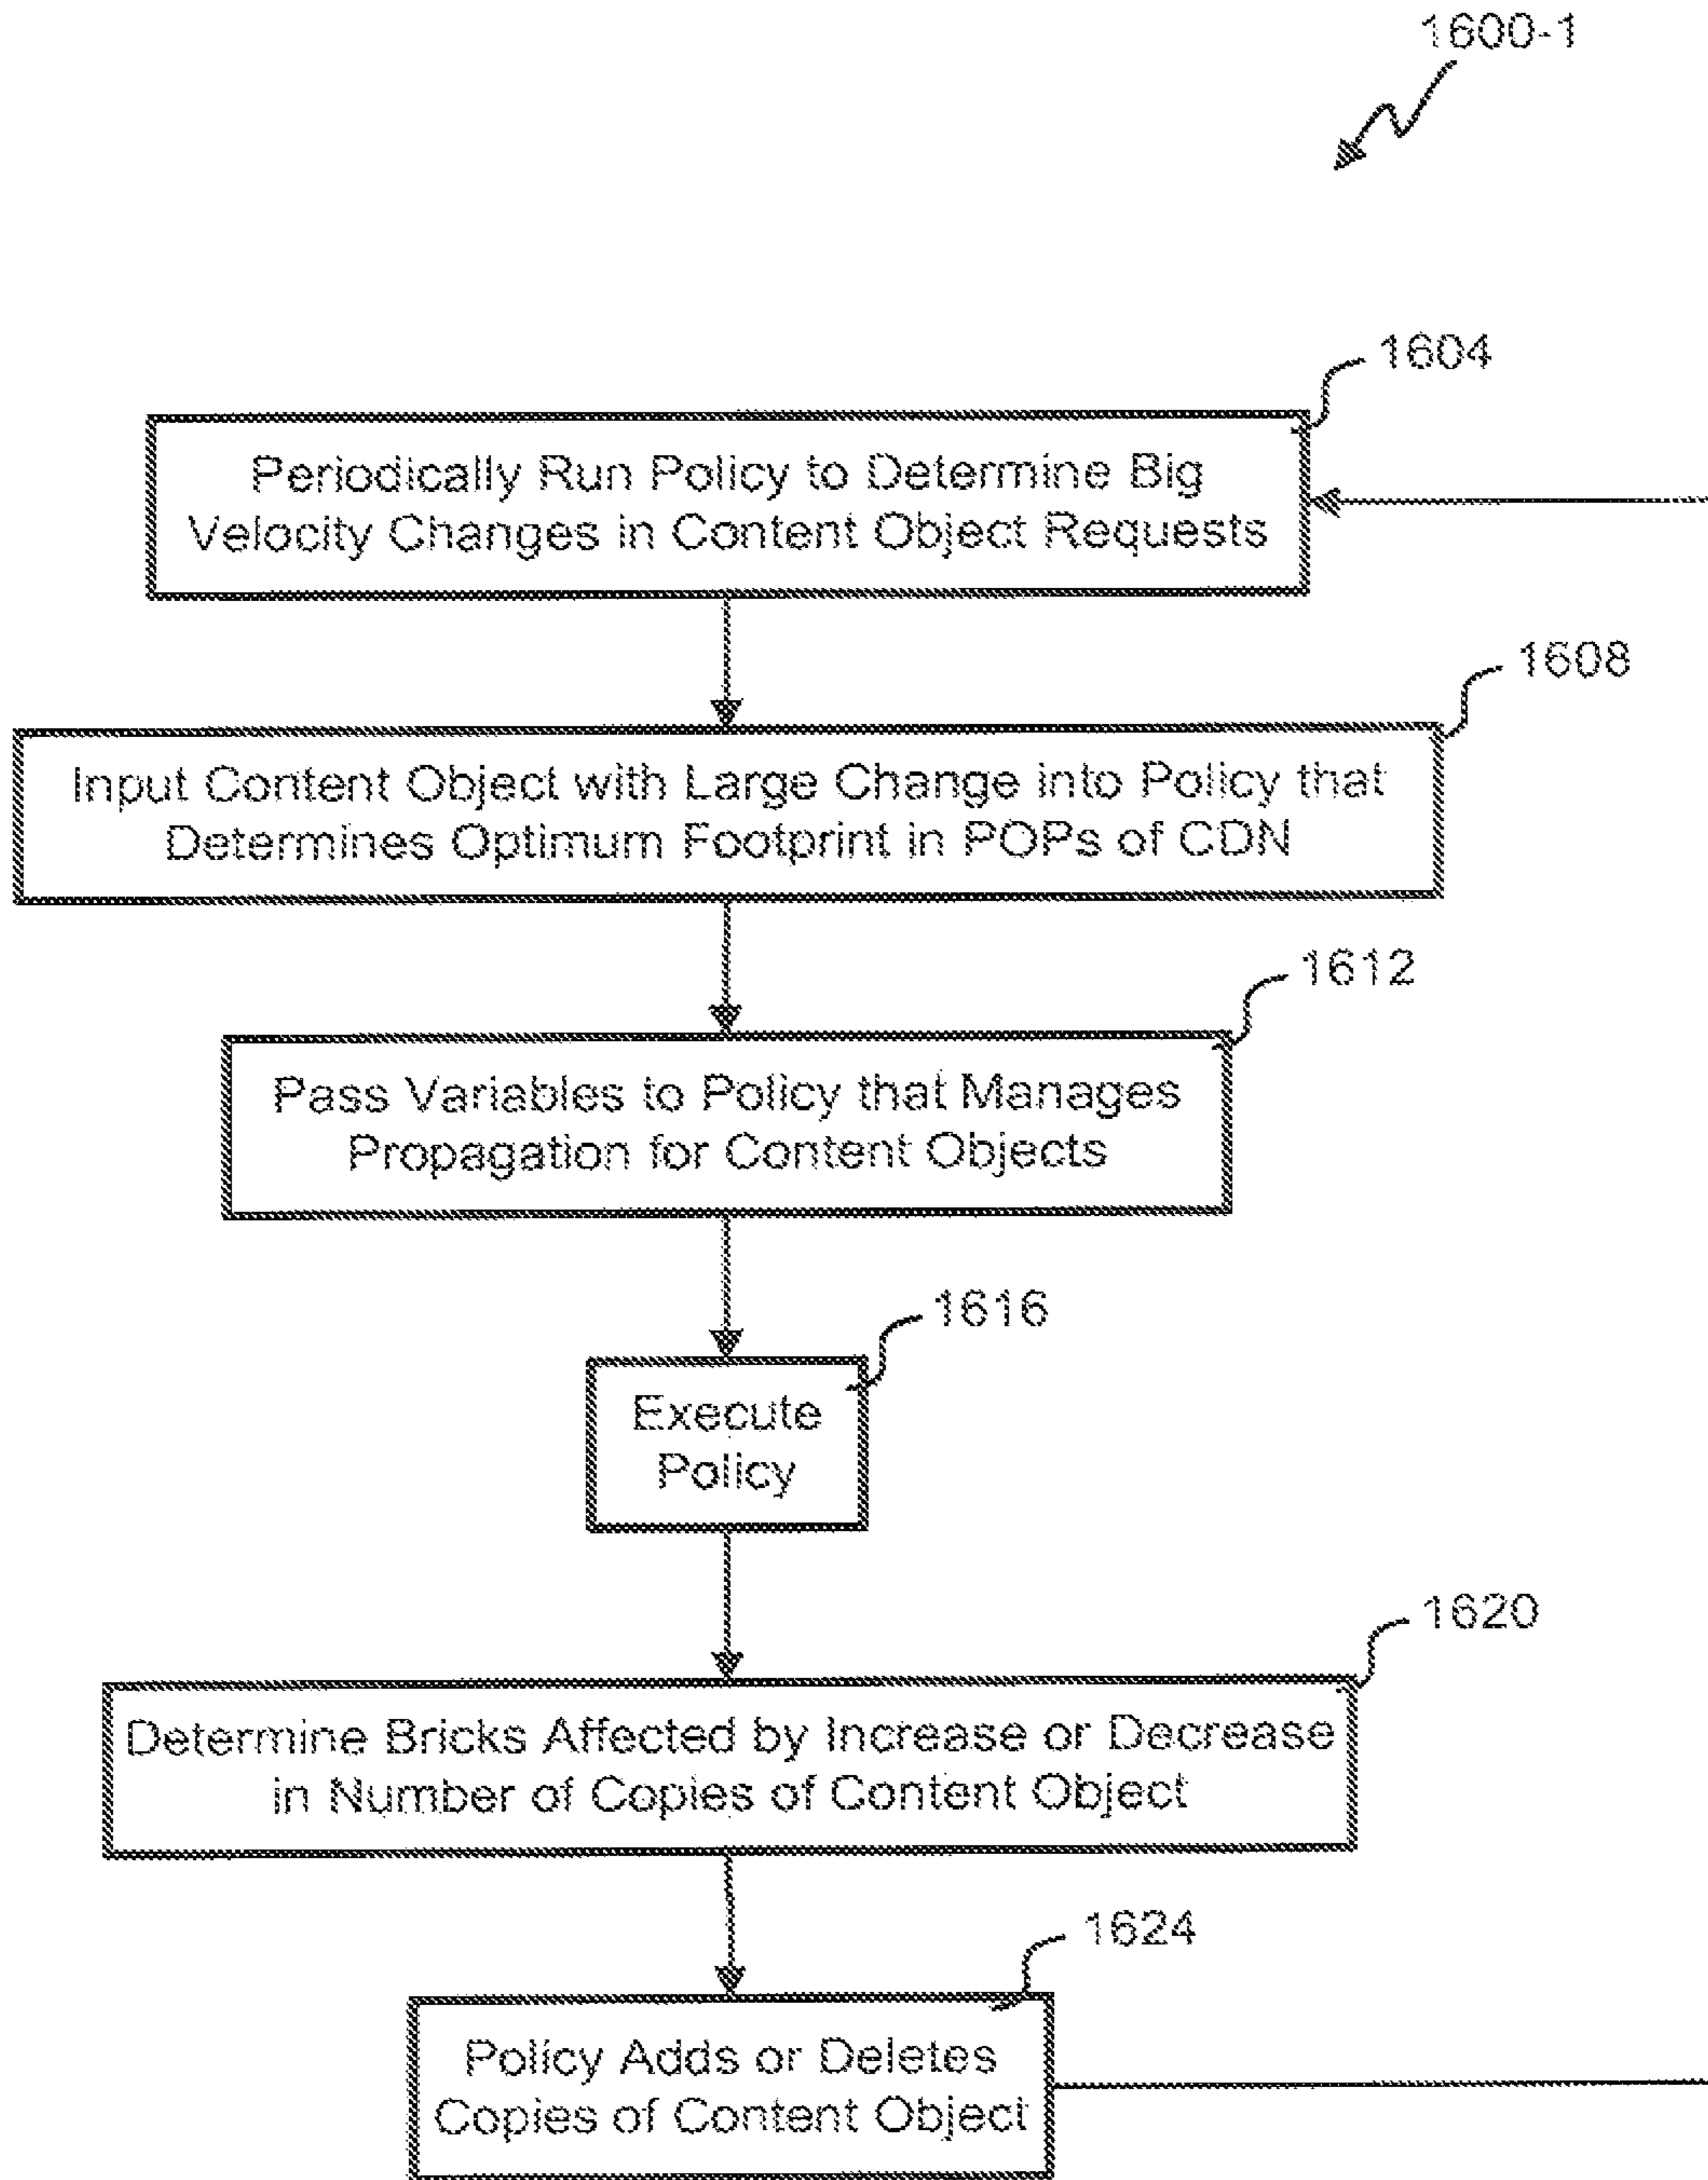 1600-1
1604
Periodically Run Policy to Determine Big
Velocity Changes in Content Object Requests
1608
Input Content Object with Large Change into Policy that
Determines Optimum Footprint in POPs of CDN
1612
Pass Variables to Policy that Manages
Propagation for Content Objects
1616
Execute
Policy
1620
Determine Bricks Affected by Increase or Decrease
in Number of Copies of Content Object
1624
Policy Adds or Deletes
Copies of Content Object